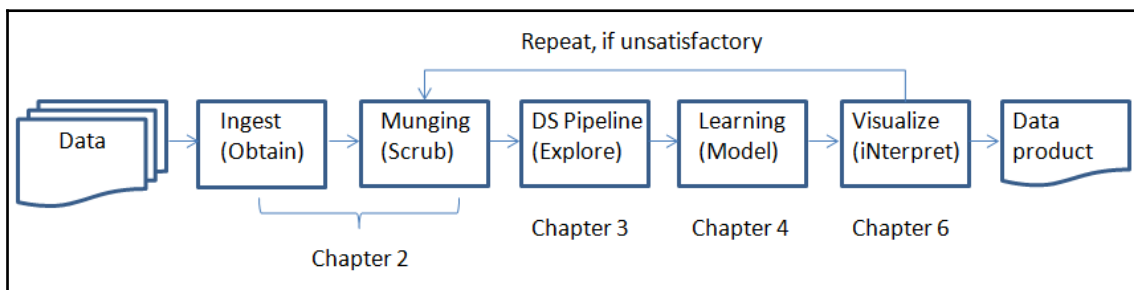 Repeat, if unsatisfactory
Data
Ingest
(Obtain)
Munging
(Scrub)
DS Pipeline
(Explore)
Learning
(Model)
Visualize
(iNterpret)
Data
product
Chapter 2
Chapter 3
Chapter 4
Chapter 6